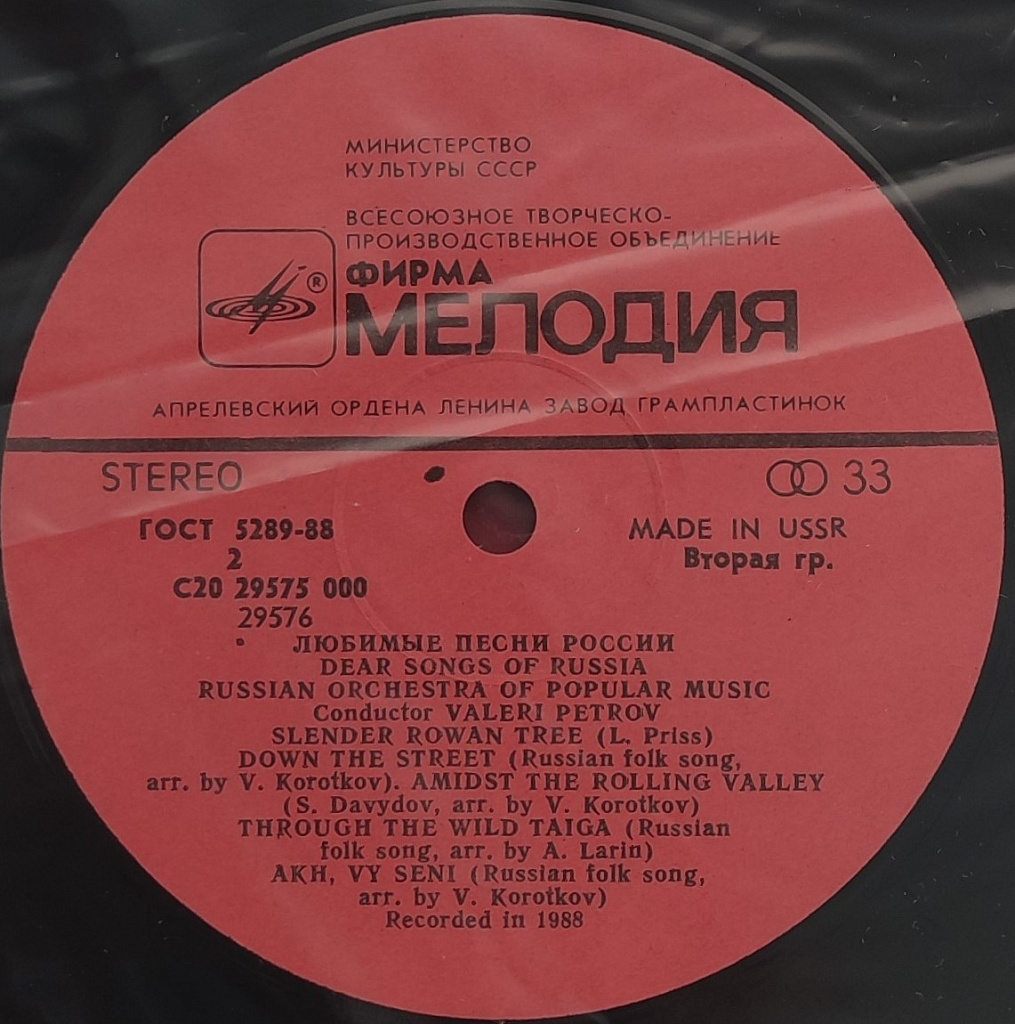 МИНИСТЕРСТВО
КУЛЬТУРЫ СССР
ВСЕСОЮЗНОЕ ТВОРЧЕСКО-
ПРОИЗВОДСТВЕННОЕ ОБЪЕДИНЕНИЕ
ФИРМА
®
МЕЛОДИЯ
АПРЕЛЕВСКИЙ ОРДЕНА ЛЕНИНА ЗАВОД ГРАМПЛАСТИНОК
STEREO
33
ГОСТ 5289-88
MADE IN USSR
2
Вторая гр.
С20 29575 000
29576
ЛЮБИМЫЕ ПЕСНИ РОССИИ
DEAR SONGS OF RUSSIA
RUSSIAN ORCHESTRA OF POPULAR MUSIC
Conductor VALERI PETROV
SLENDER ROWAN TREE (L. Priss)
DOWN THE STREET (Russian folk song,
arr. by V. Korotkov). AMIDST THE ROLLING VALLEY
(S. Davydov, arr. by V. Korotkov)
THROUGH THE WILD TAIGA (Russian
folk song, arr. by A. Larin)
AKH, VY SENI (Russian folk song,
arr. by V. Korotkov)
Recorded in 1988